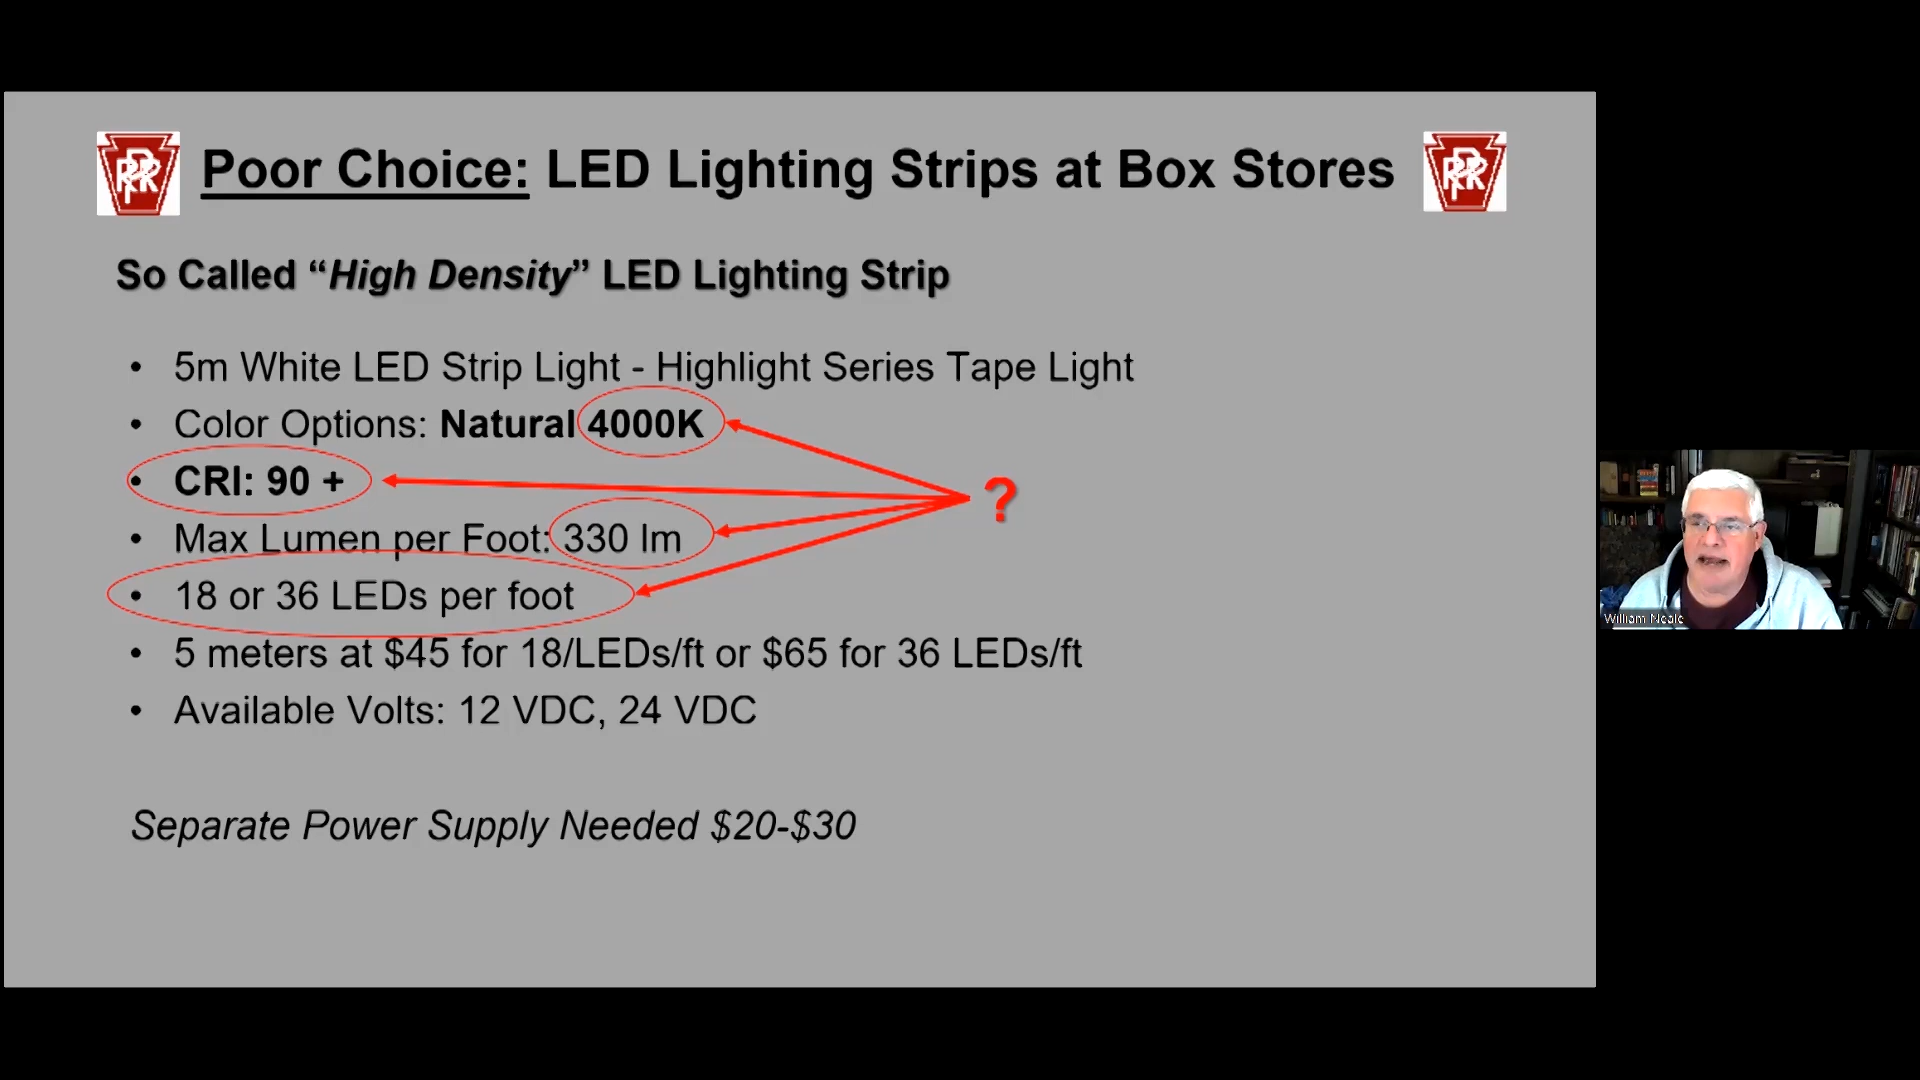 PRR
Poor Choice: LED Lighting Strips at Box Stores
PRR
So Called “High Density” LED Lighting Strip
• 5m White LED Strip Light - Highlight Series Tape Light
• Color Options: Natural 4000K
• CRI: 90 +
• Max Lumen per Foot: 330 lm
?
• 18 or 36 LEDs per foot
• 5 meters at $45 for 18/LEDs/ft or $65 for 36 LEDs/ft
• Available Volts: 12 VDC, 24 VDC
Separate Power Supply Needed $20-$30
William Neale